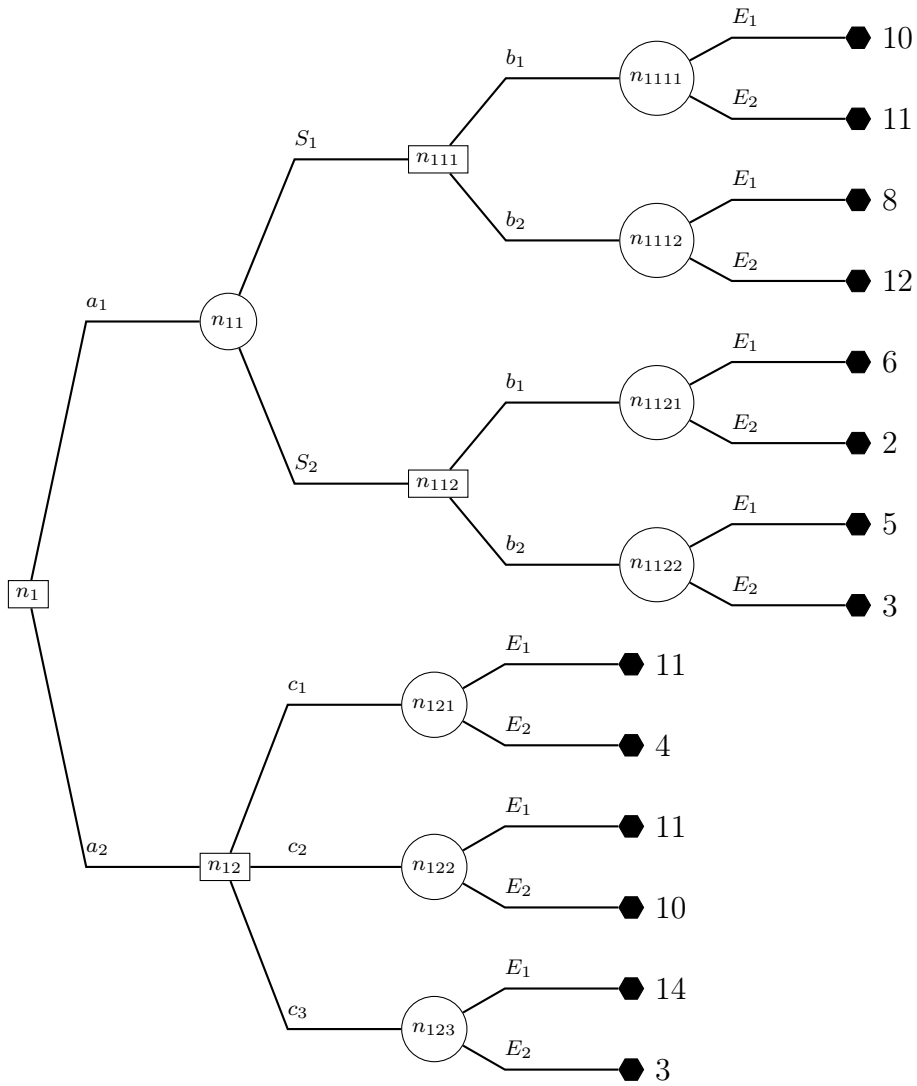 E₁
10
b₁
n₁₁₁₁
E₂
11
S₁
n₁₁₁
E₁
8
b₂
n₁₁₁₂
E₂
12
a₁
n₁₁
E₁
6
b₁
n₁₁₂₁
E₂
2
S₂
n₁₁₂
E₁
5
b₂
n₁₁₂₂
E₂
3
n₁
E₁
11
c₁
n₁₂₁
E₂
4
a₂
n₁₂
c₂
E₁
11
n₁₂₂
E₂
10
E₁
14
c₃
n₁₂₃
E₂
3